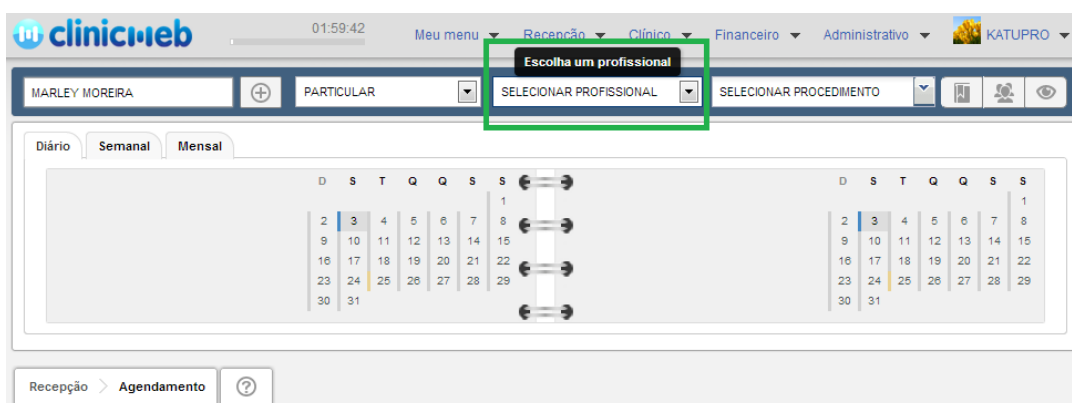 clinicweb 01:59:42 Meu menu Recepção Clínico Financeiro Administrativo KATUPRO
Escolha um profissional
MARLEY MOREIRA PARTICULAR SELECIONAR PROFISSIONAL SELECIONAR PROCEDIMENTO
Diário Semanal Mensal
D S T Q Q S S D S T Q Q S S
1 1
2 3 4 5 6 7 8 2 3 4 5 6 7 8
9 10 11 12 13 14 15 9 10 11 12 13 14 15
16 17 18 19 20 21 22 16 17 18 19 20 21 22
23 24 25 26 27 28 29 23 24 25 26 27 28 29
30 31 30 31
Recepção Agendamento ?